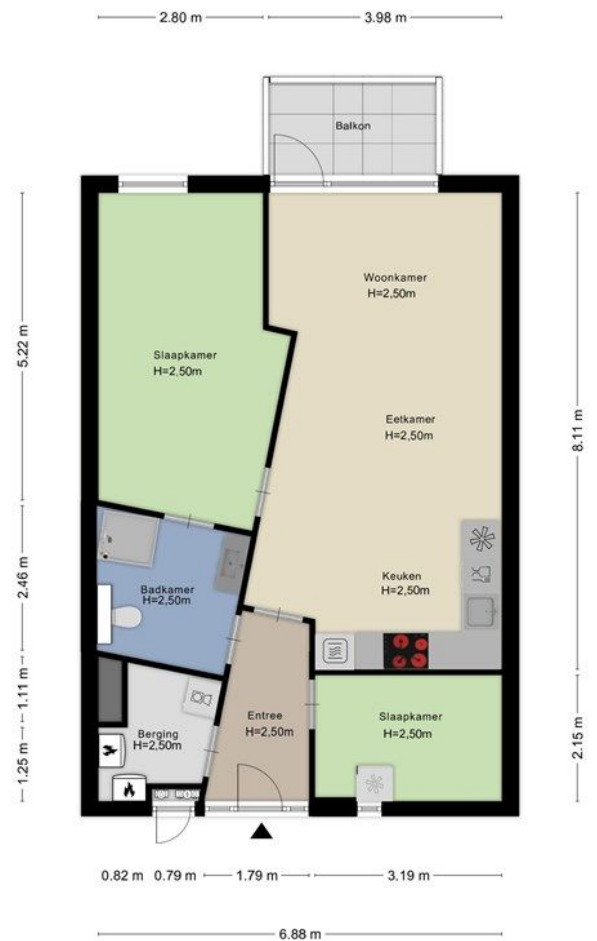 2.80 m 3.98 m
Balkon
Woonkamer
H=2,50m
5.22 m
Slaapkamer
H=2,50m
Eetkamer
H=2,50m
8.11 m
2.46 m
Badkamer
H=2,50m
Keuken
H=2,50m
1.11 m
Entree
H=2,50m
Slaapkamer
H=2,50m
2.15 m
Berging
H=2,50m
1.25 m
0.82 m 0.79 m 1.79 m 3.19 m
6.88 m